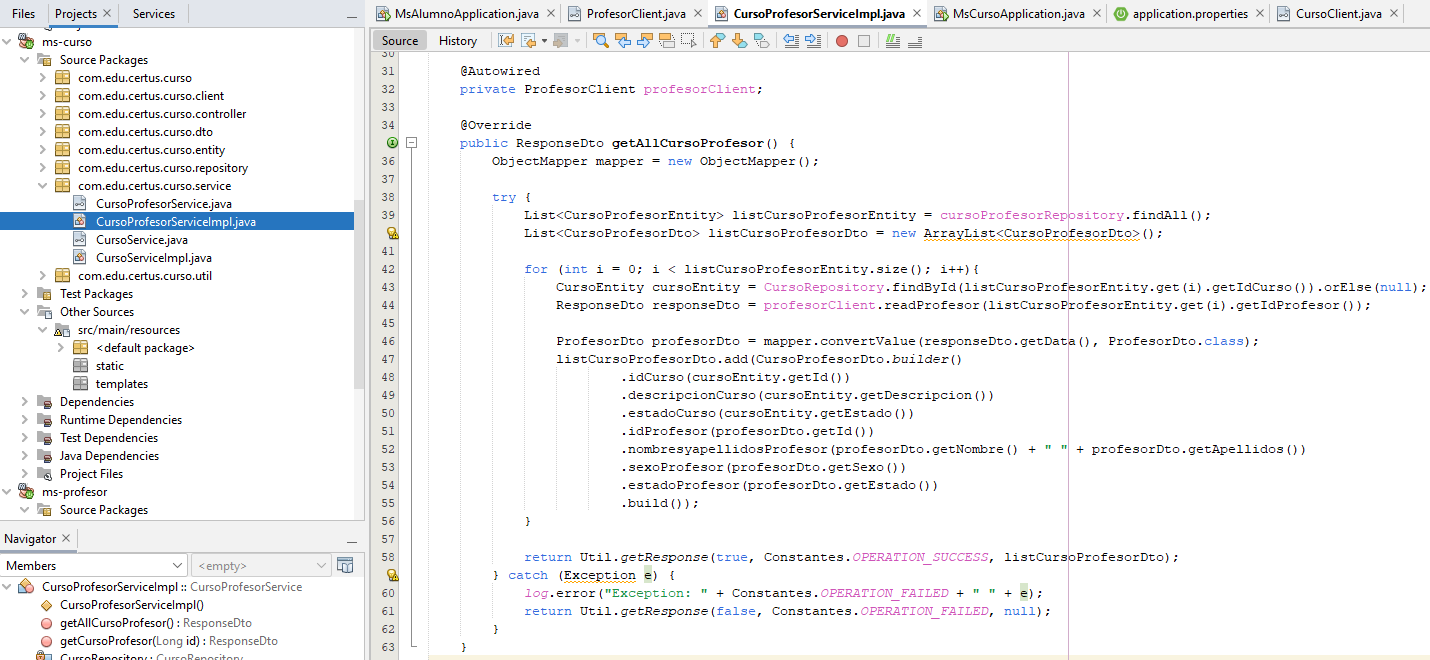 Files Projects Services
ms-curso
Source Packages
com.edu.certus.curso
com.edu.certus.curso.client
com.edu.certus.curso.controller
com.edu.certus.curso.dto
com.edu.certus.curso.entity
com.edu.certus.curso.repository
com.edu.certus.curso.service
CursoProfesorService.java
CursoProfesorServiceImpl.java
CursoService.java
CursoServiceImpl.java
com.edu.certus.curso.util
Test Packages
Other Sources
src/main/resources
<default package>
static
templates
Dependencies
Runtime Dependencies
Test Dependencies
Java Dependencies
Project Files
ms-profesor
Source Packages
Navigator
Members <empty>
CursoProfesorServiceImpl :: CursoProfesorService
CursoProfesorServiceImpl()
getAllCursoProfesor() : ResponseDto
getCursoProfesor(Long id) : ResponseDto
CursoRepository : CursoRepository
MsAlumnoApplication.java ProfesorClient.java CursoProfesorServiceImpl.java MsCursoApplication.java application.properties CursoClient.java
Source History
30
31 @Autowired
32 private ProfesorClient profesorClient;
33
34 @Override
public ResponseDto getAllCursoProfesor() {
36 ObjectMapper mapper = new ObjectMapper();
37
38 try {
39 List<CursoProfesorEntity> listCursoProfesorEntity = cursoProfesorRepository.findAll();
List<CursoProfesorDto> listCursoProfesorDto = new ArrayList<CursoProfesorDto>();
41
42 for (int i = 0; i < listCursoProfesorEntity.size(); i++){
43 CursoEntity cursoEntity = CursoRepository.findById(listCursoProfesorEntity.get(i).getIdCurso()).orElse(null);
44 ResponseDto responseDto = profesorClient.readProfesor(listCursoProfesorEntity.get(i).getIdProfesor());
45
46 ProfesorDto profesorDto = mapper.convertValue(responseDto.getData(), ProfesorDto.class);
47 listCursoProfesorDto.add(CursoProfesorDto.builder()
48 .idCurso(cursoEntity.getId())
49 .descripcionCurso(cursoEntity.getDescripcion())
50 .estadoCurso(cursoEntity.getEstado())
51 .idProfesor(profesorDto.getId())
52 .nombresyapellidosProfesor(profesorDto.getNombre() + " " + profesorDto.getApellidos())
53 .sexoProfesor(profesorDto.getSexo())
54 .estadoProfesor(profesorDto.getEstado())
55 .build());
56 }
57
58 return Util.getResponse(true, Constantes.OPERATION_SUCCESS, listCursoProfesorDto);
} catch (Exception e) {
60 log.error("Exception: " + Constantes.OPERATION_FAILED + " " + e);
61 return Util.getResponse(false, Constantes.OPERATION_FAILED, null);
62 }
63 }